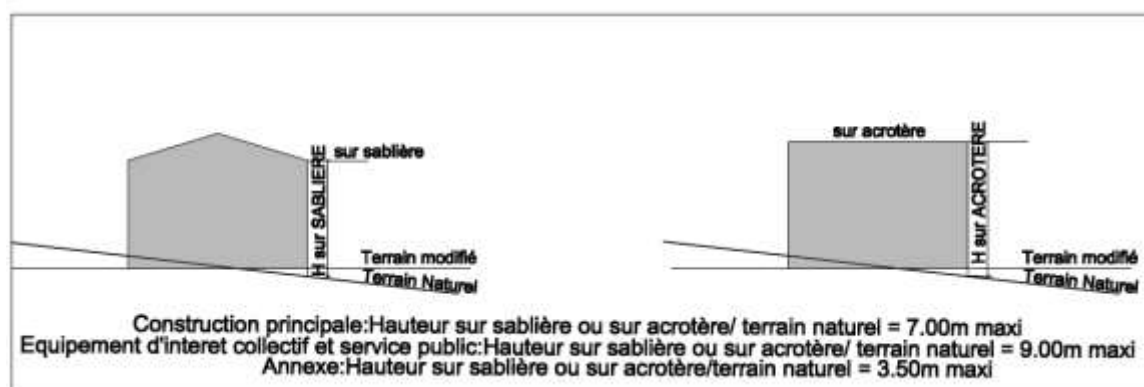 sur sablière
H sur SABLIERE
Terrain modifié
Terrain Naturel
sur acrotère
H sur ACROTERE
Terrain modifié
Terrain Naturel
Construction principale:Hauteur sur sablière ou sur acrotère/ terrain naturel = 7.00m maxi
Equipement d'interet collectif et service public:Hauteur sur sablière ou sur acrotère/ terrain naturel = 9.00m maxi
Annexe:Hauteur sur sablière ou sur acrotère/terrain naturel = 3.50m maxi